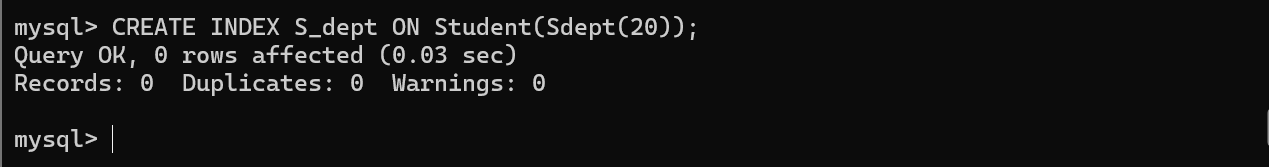 mysql> CREATE INDEX S_dept ON Student(Sdept(20));
Query OK, 0 rows affected (0.03 sec)
Records: 0  Duplicates: 0  Warnings: 0
mysql>